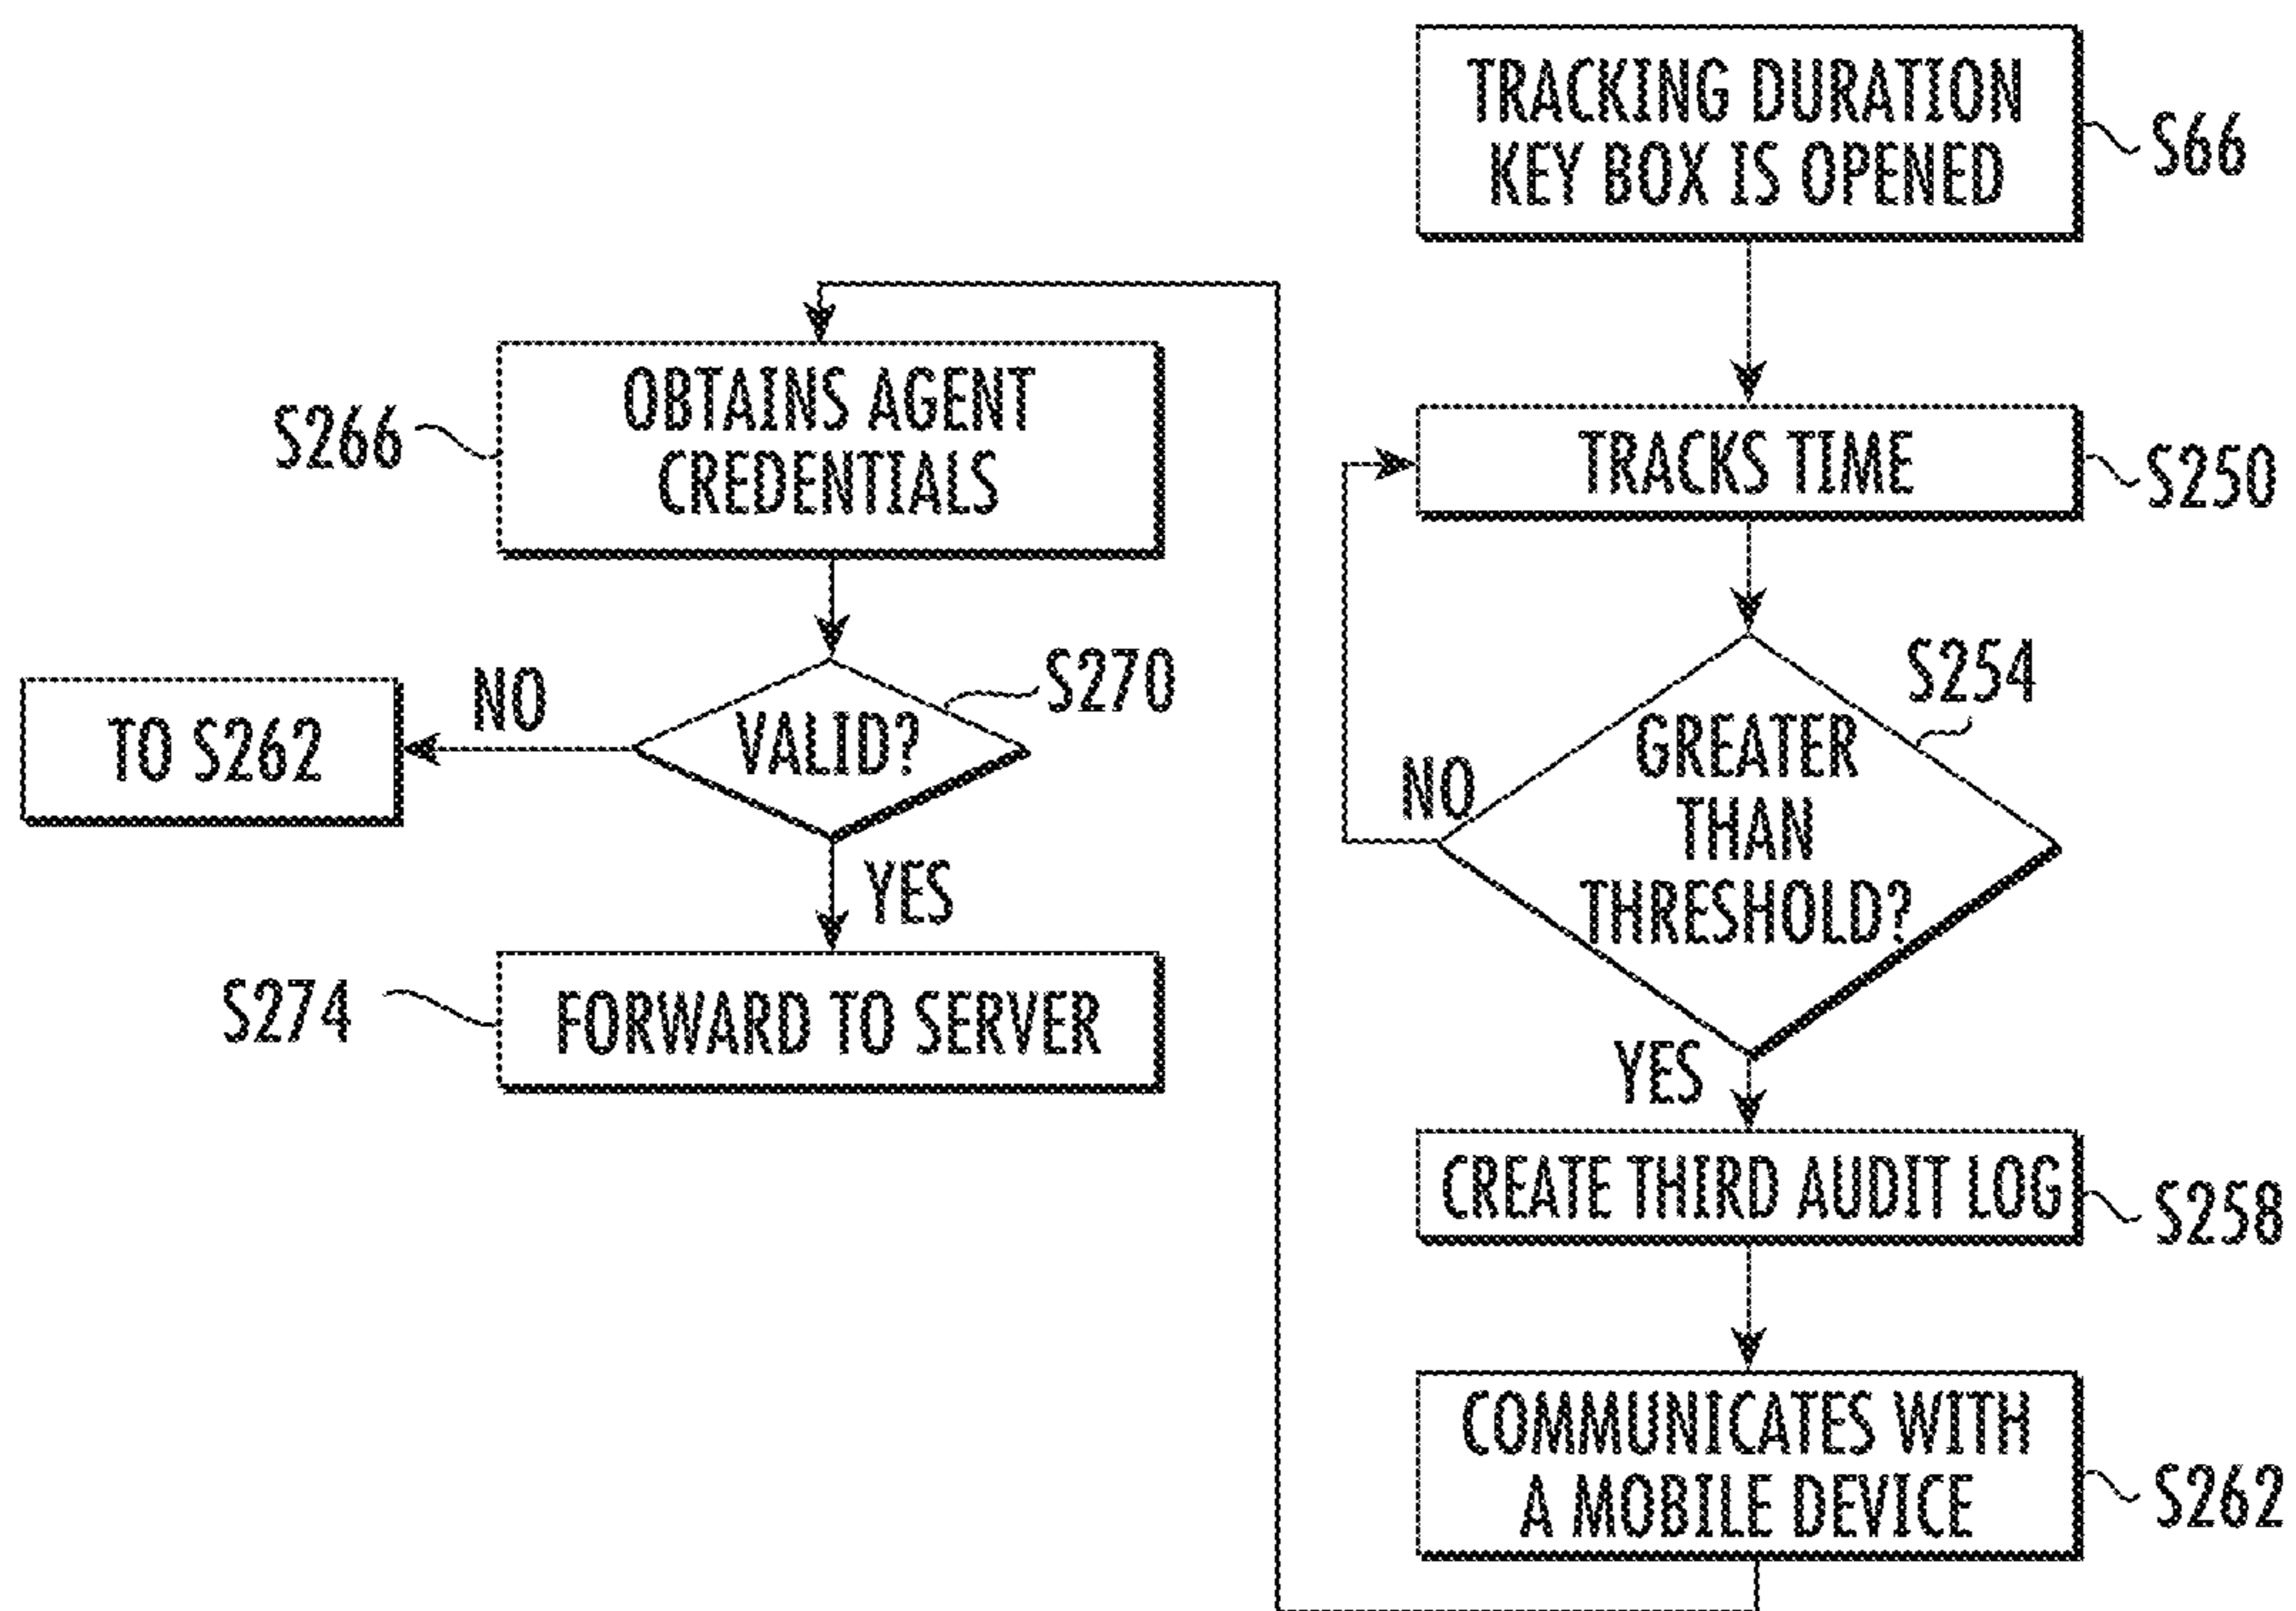 TRACKING DURATION
KEY BOX IS OPENED
S66
TRACKS TIME
S250
S254
GREATER
THAN
THRESHOLD?
NO
YES
CREATE THIRD AUDIT LOG
S258
COMMUNICATES WITH
A MOBILE DEVICE
S262
OBTAINS AGENT
CREDENTIALS
S266
S270
VALID?
NO
TO S262
YES
FORWARD TO SERVER
S274